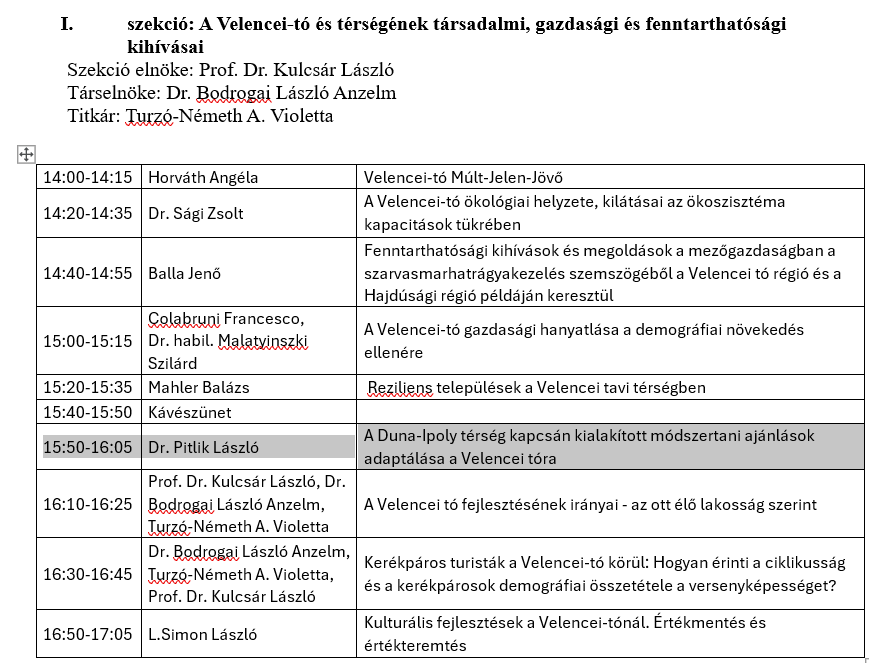 I. szekció: A Velencei-tó és térségének társadalmi, gazdasági és fenntarthatósági
kihívásai
Szekció elnöke: Prof. Dr. Kulcsár László
Társelnöke: Dr. Bodrogai László Anzelm
Titkár: Turzó-Németh A. Violetta
14:00-14:15 Horváth Angéla Velencei-tó Múlt-Jelen-Jövő
14:20-14:35 Dr. Sági Zsolt
A Velencei-tó ökológiai helyzete, kilátásai az ökoszisztéma
kapacitások tükrében
14:40-14:55 Balla Jenő
Fenntarthatósági kihívások és megoldások a mezőgazdaságban a
szarvasmarhatrágyakezelés szemszögéből a Velencei tó régió és a
Hajdúsági régió példáján keresztül
15:00-15:15
Colabruni Francesco,
Dr. habil. Malatyinszki
Szilárd
A Velencei-tó gazdasági hanyatlása a demográfiai növekedés
ellenére
15:20-15:35 Mahler Balázs Reziliens települések a Velencei tavi térségben
15:40-15:50 Kávészünet
15:50-16:05 Dr. Pitlik László
A Duna-Ipoly térség kapcsán kialakított módszertani ajánlások
adaptálása a Velencei tóra
16:10-16:25
Prof. Dr. Kulcsár László, Dr.
Bodrogai László Anzelm,
Turzó-Németh A. Violetta
A Velencei tó fejlesztésének irányai - az ott élő lakosság szerint
16:30-16:45
Dr. Bodrogai László Anzelm,
Turzó-Németh A. Violetta,
Prof. Dr. Kulcsár László
Kerékpáros turisták a Velencei-tó körül: Hogyan érinti a ciklikusság
és a kerékpárosok demográfiai összetétele a versenyképességet?
16:50-17:05 L.Simon László
Kulturális fejlesztések a Velencei-tónál. Értékmentés és
értékteremtés